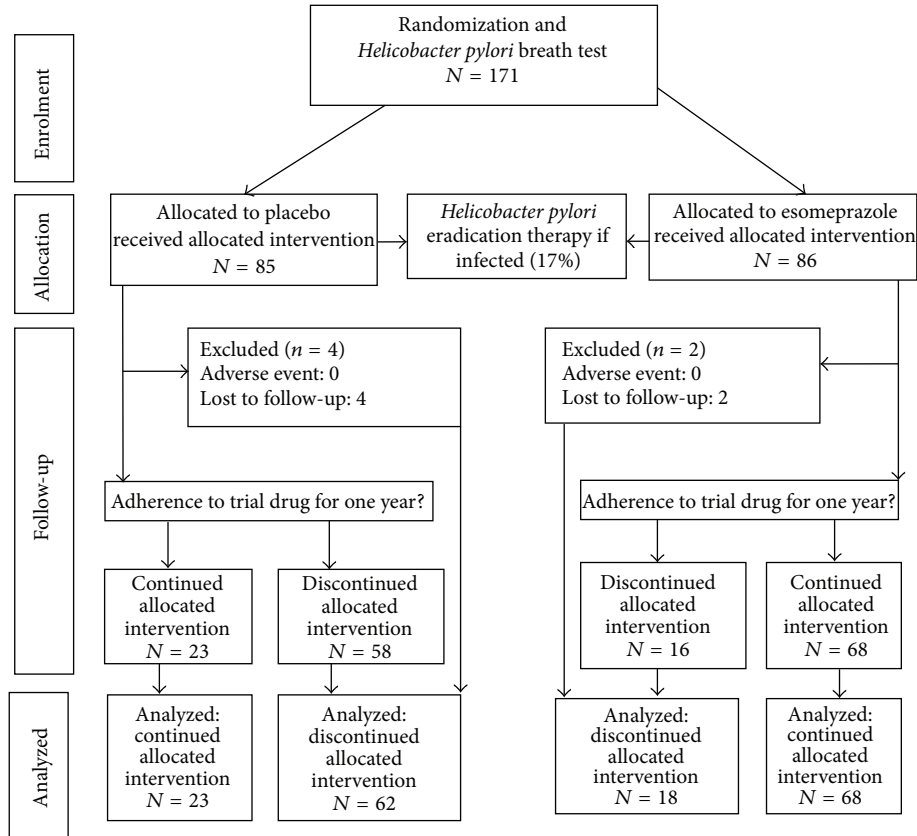 Randomization and
Helicobacter pylori breath test
N = 171
Enrolment
Allocation
Allocated to placebo
received allocated intervention
N = 85
Helicobacter pylori
eradication therapy if
infected (17%)
Allocated to esomeprazole
received allocated intervention
N = 86
Follow-up
Excluded (n = 4)
Adverse event: 0
Lost to follow-up: 4
Excluded (n = 2)
Adverse event: 0
Lost to follow-up: 2
Adherence to trial drug for one year?
Adherence to trial drug for one year?
Continued
allocated
intervention
N = 23
Discontinued
allocated
intervention
N = 58
Discontinued
allocated
intervention
N = 16
Continued
allocated
intervention
N = 68
Analyzed
Analyzed:
continued
allocated
intervention
N = 23
Analyzed:
discontinued
allocated
intervention
N = 62
Analyzed:
discontinued
allocated
intervention
N = 18
Analyzed:
continued
allocated
intervention
N = 68